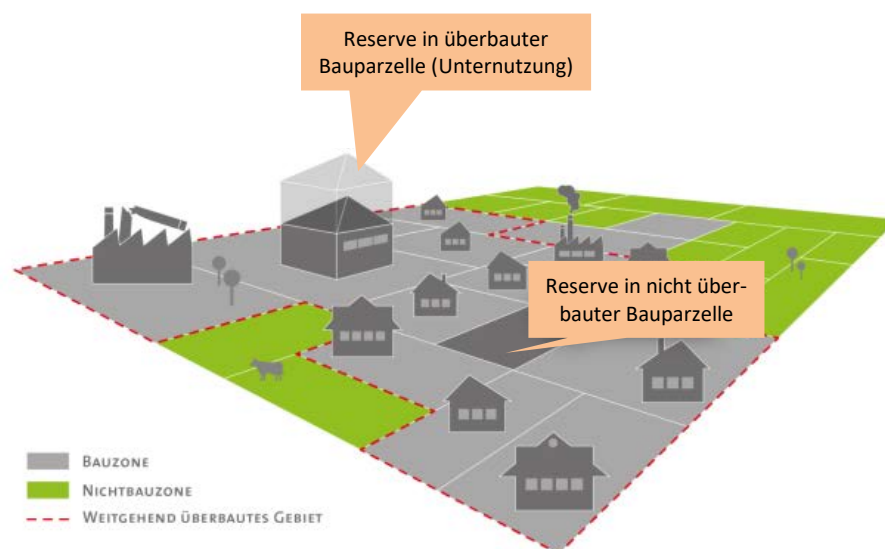 Reserve in überbauter
Bauparzelle (Unternutzung)
Reserve in nicht über-
bauter Bauparzelle
BAUZONE
NICHTBAUZONE
WEITGEHEND ÜBERBAUTES GEBIET